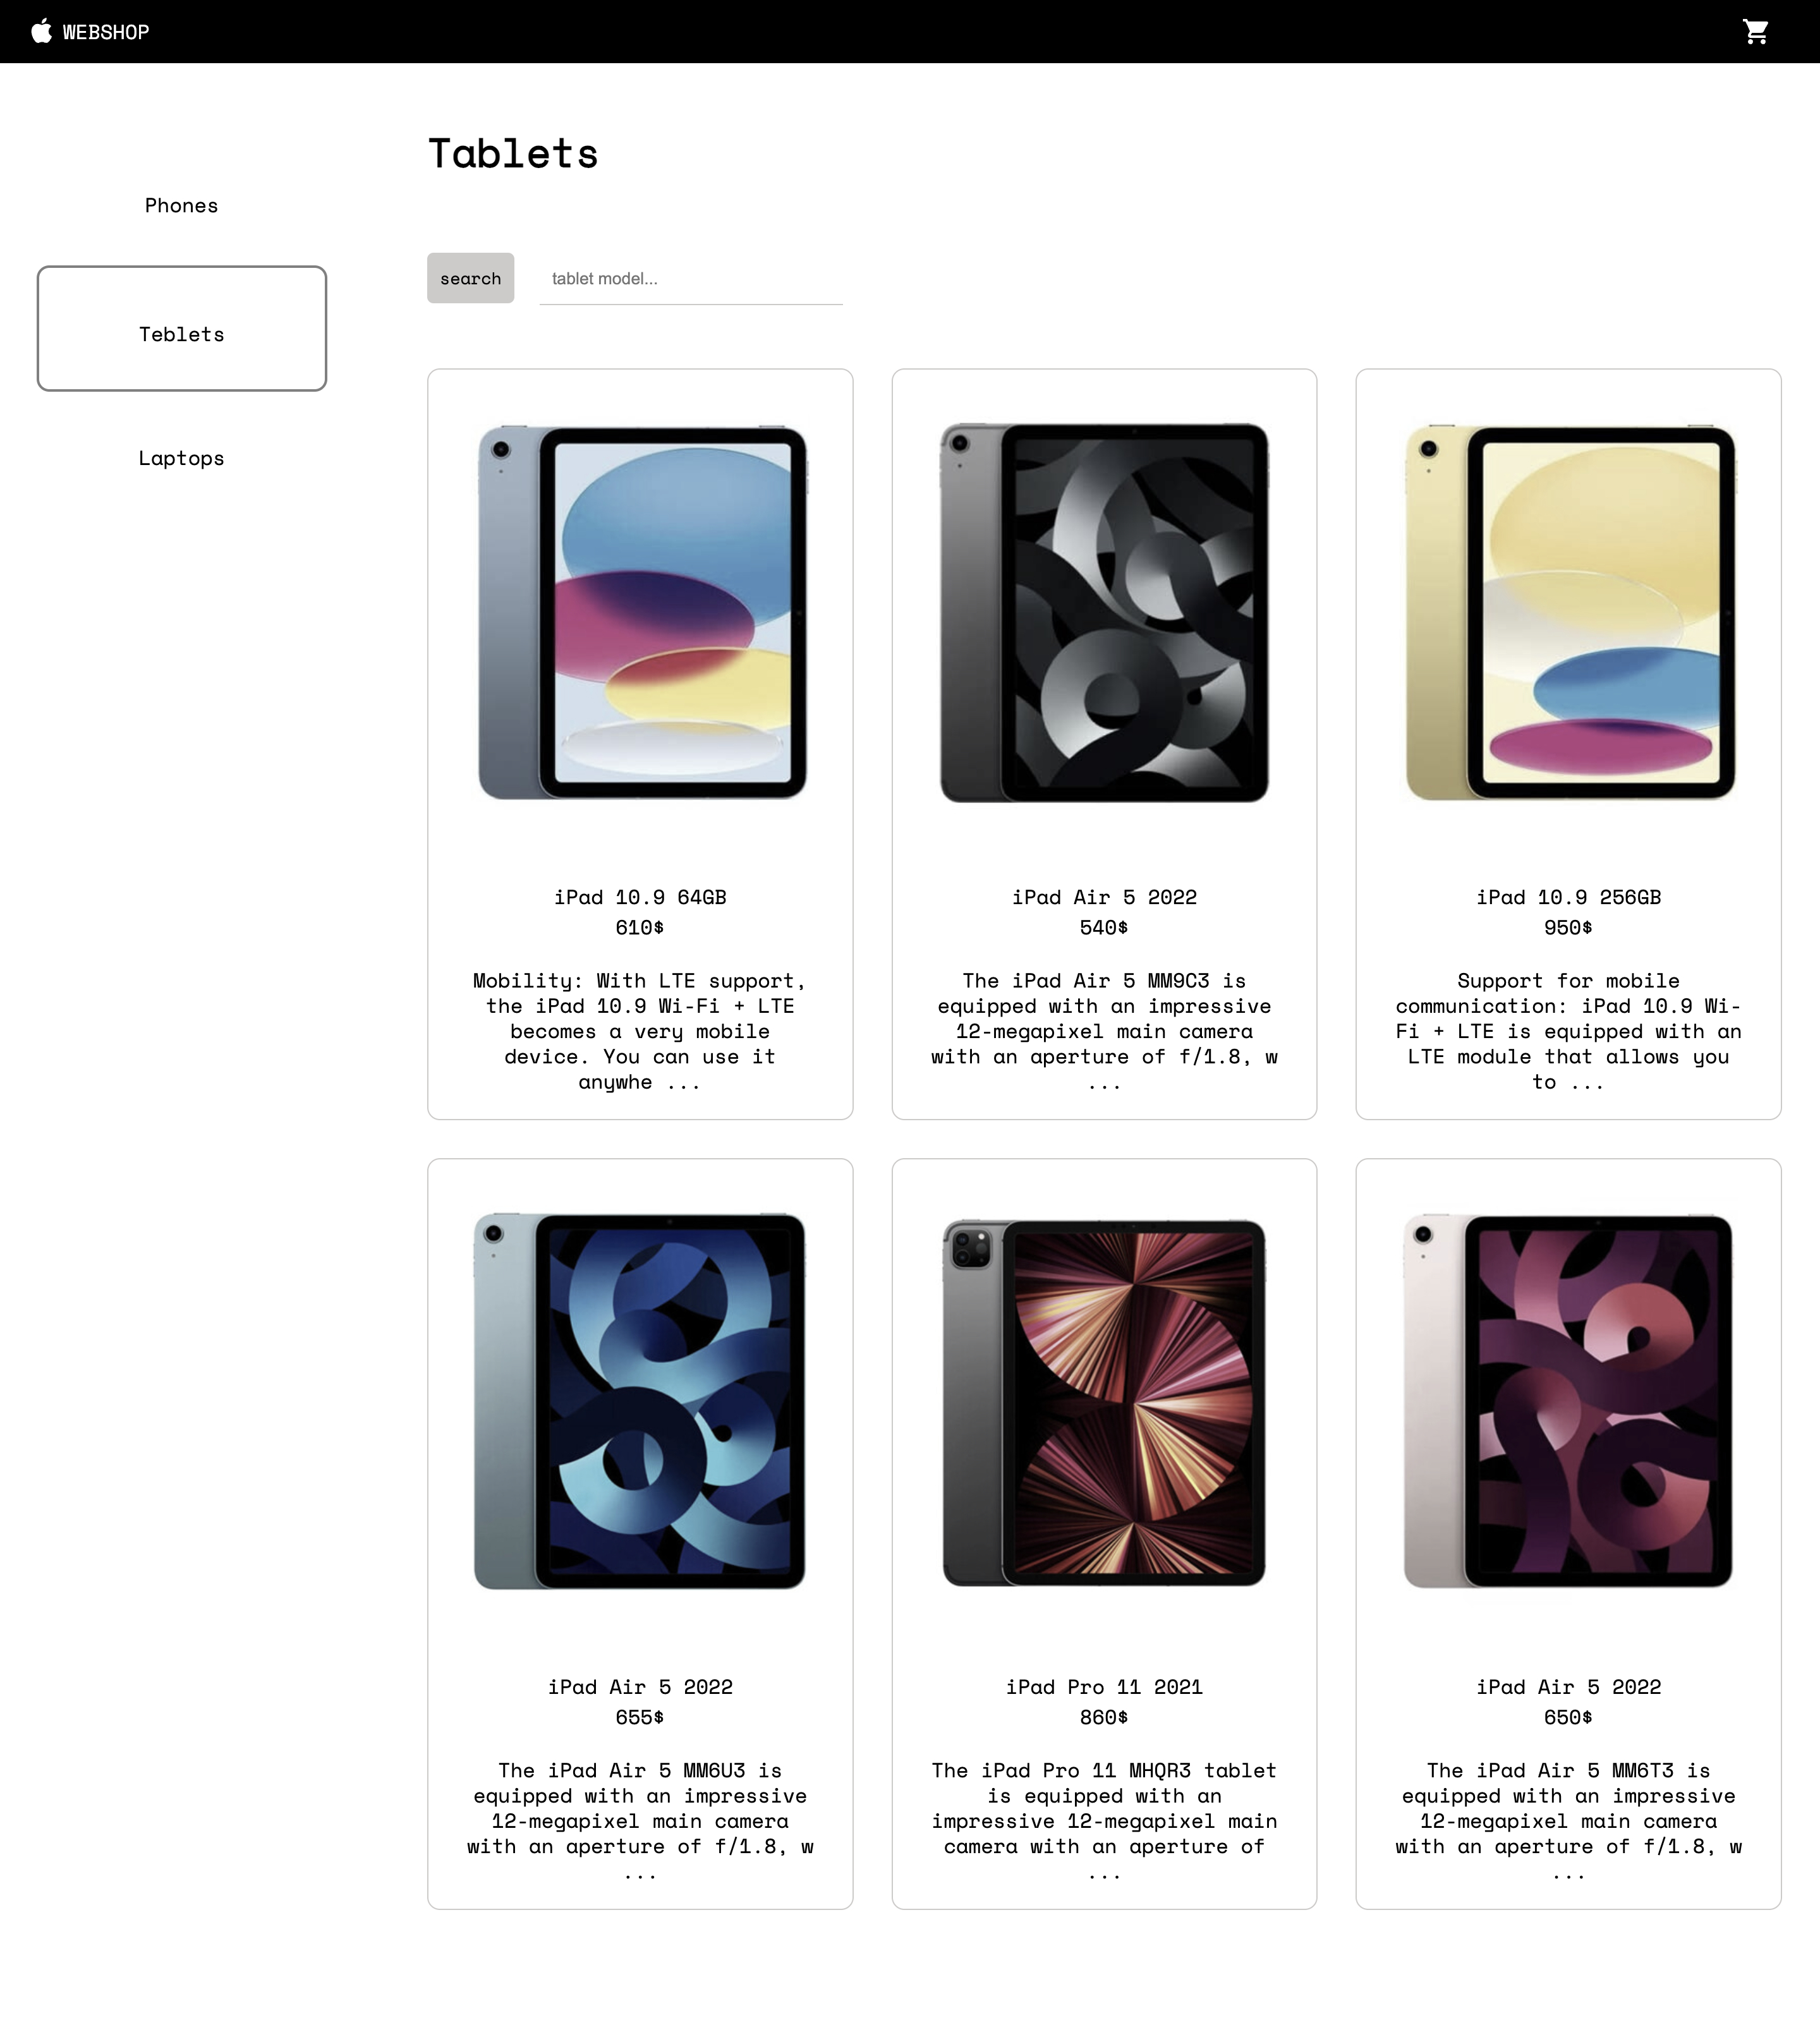 WEBSHOP
Tablets
Phones
Teblets
Laptops
search
tablet model...
iPad 10.9 64GB
610$
Mobility: With LTE support,
the iPad 10.9 Wi-Fi + LTE
becomes a very mobile
device. You can use it
anywhe ...
iPad Air 5 2022
540$
The iPad Air 5 MM9C3 is
equipped with an impressive
12-megapixel main camera
with an aperture of f/1.8, w
...
iPad 10.9 256GB
950$
Support for mobile
communication: iPad 10.9 Wi-
Fi + LTE is equipped with an
LTE module that allows you
to ...
iPad Air 5 2022
655$
The iPad Air 5 MM6U3 is
equipped with an impressive
12-megapixel main camera
with an aperture of f/1.8, w
...
iPad Pro 11 2021
860$
The iPad Pro 11 MHQR3 tablet
is equipped with an
impressive 12-megapixel main
camera with an aperture of
...
iPad Air 5 2022
650$
The iPad Air 5 MM6T3 is
equipped with an impressive
12-megapixel main camera
with an aperture of f/1.8, w
...